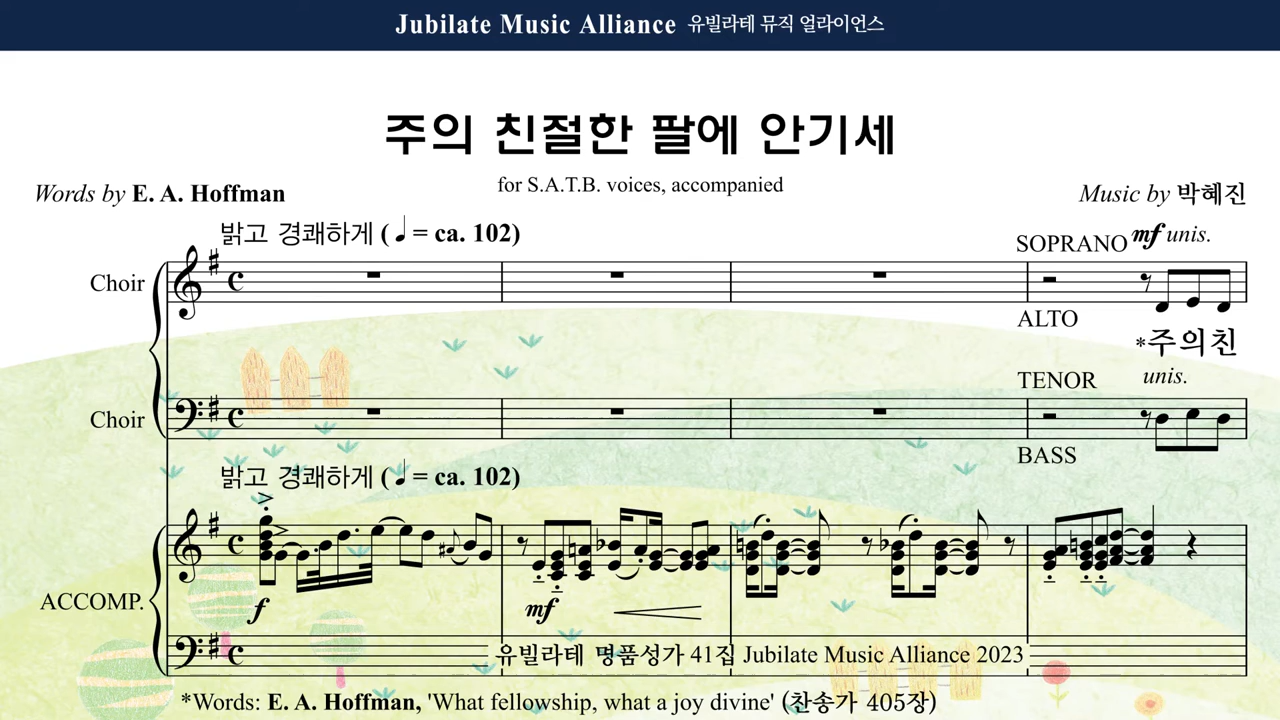 Jubilate Music Alliance 유빌라테 뮤직 얼라이언스
주의 친절한 팔에 안기세
for S.A.T.B. voices, accompanied
Words by E. A. Hoffman
Music by 박혜진
밝고 경쾌하게 (♩ = ca. 102)
SOPRANO mf unis.
Choir
ALTO
*주의친
TENOR unis.
Choir
BASS
밝고 경쾌하게 (♩ = ca. 102)
ACCOMP.
f mf
유빌라테 명품성가 41집 Jubilate Music Alliance 2023
*Words: E. A. Hoffman, 'What fellowship, what a joy divine' (찬송가 405장)